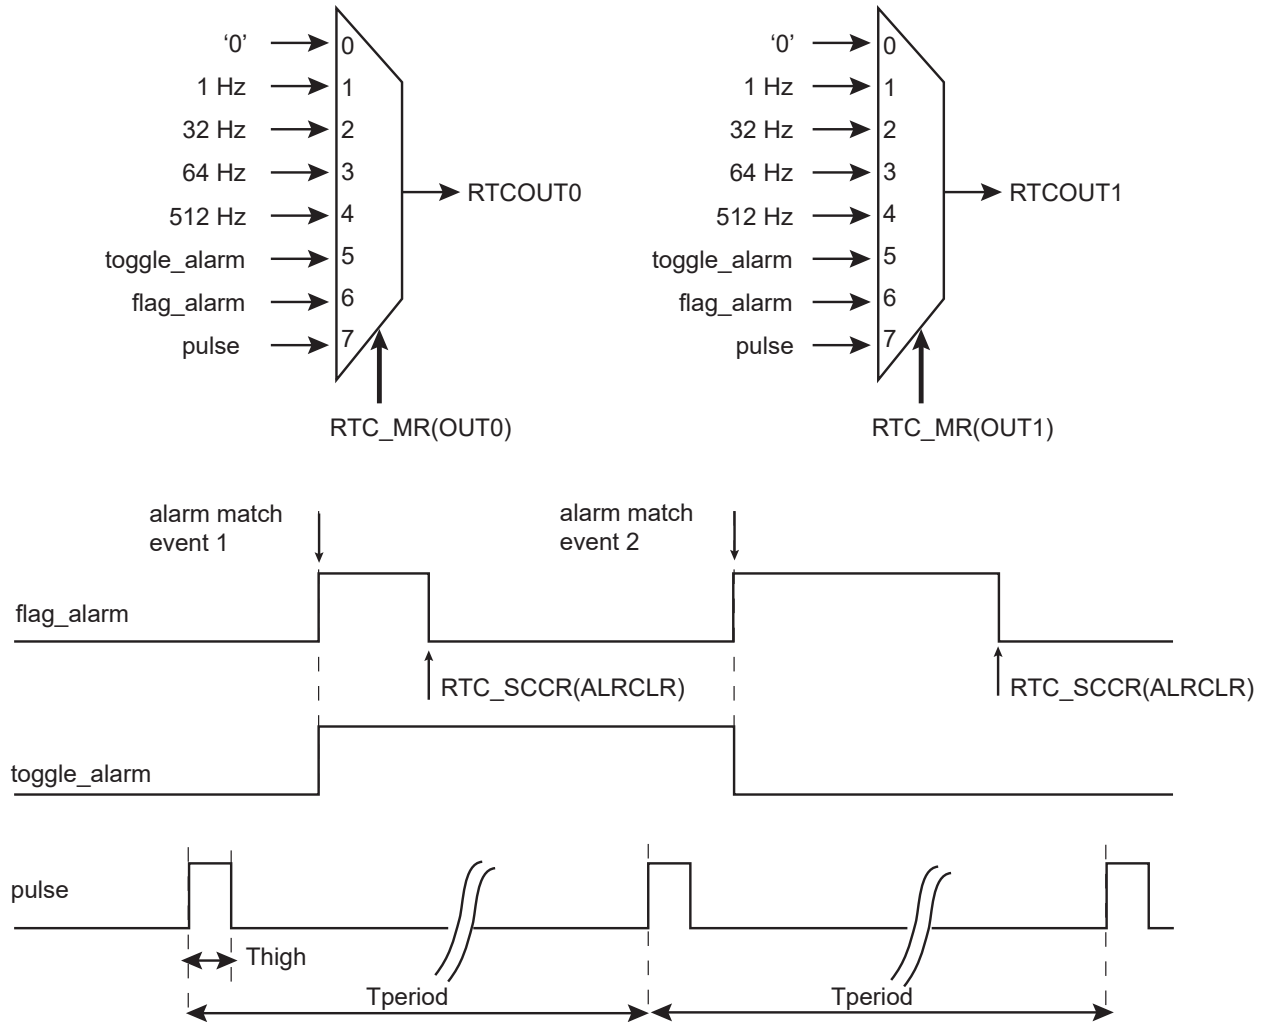 ‘0’ 0 ‘0’ 0
1 Hz 1 1 Hz 1
32 Hz 2 32 Hz 2
64 Hz 3 64 Hz 3
RTCOUT0 RTCOUT1
512 Hz 4 512 Hz 4
toggle_alarm 5 toggle_alarm 5
flag_alarm 6 flag_alarm 6
pulse 7 pulse 7
RTC_MR(OUT0) RTC_MR(OUT1)
alarm match alarm match
event 1 event 2
flag_alarm
RTC_SCCR(ALRCLR) RTC_SCCR(ALRCLR)
toggle_alarm
pulse
Thigh
Tperiod Tperiod